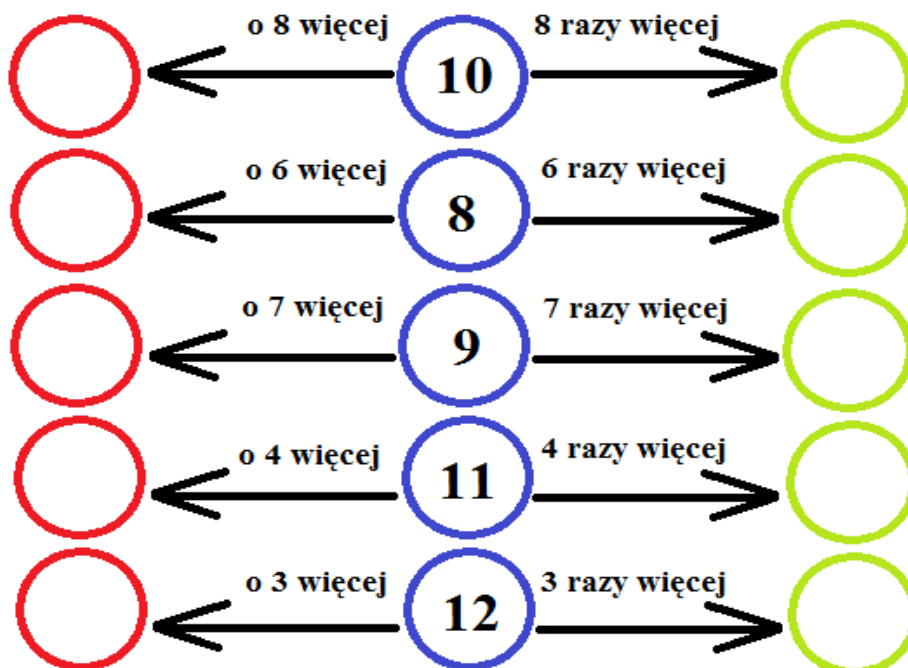 o 8 więcej 10 8 razy więcej
o 6 więcej 8 6 razy więcej
o 7 więcej 9 7 razy więcej
o 4 więcej 11 4 razy więcej
o 3 więcej 12 3 razy więcej